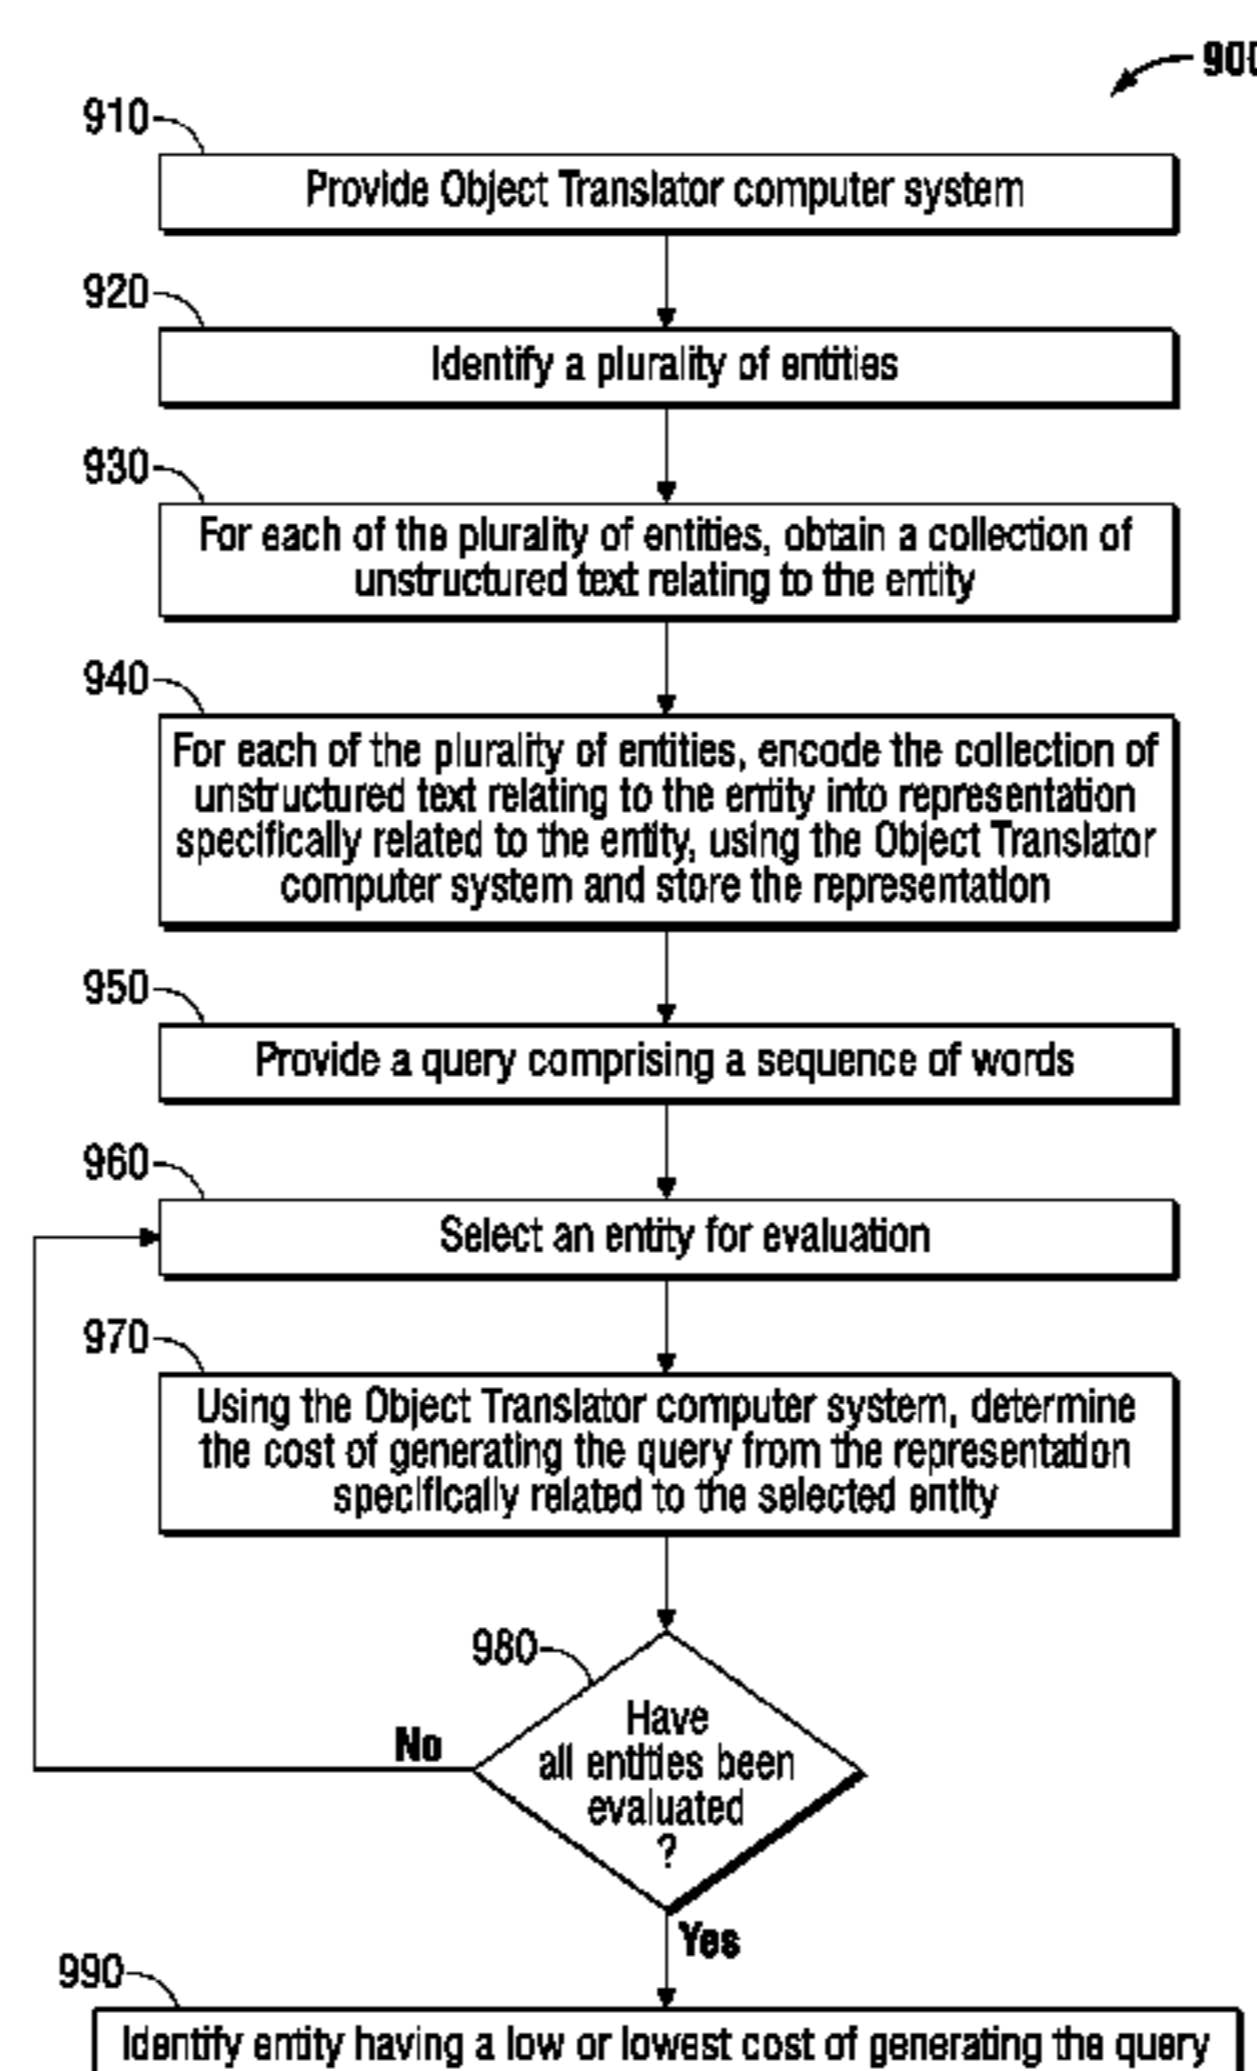 900
910
Provide Object Translator computer system
920
Identify a plurality of entities
930
For each of the plurality of entities, obtain a collection of
unstructured text relating to the entity
940
For each of the plurality of entities, encode the collection of
unstructured text relating to the entity into representation
specifically related to the entity, using the Object Translator
computer system and store the representation
950
Provide a query comprising a sequence of words
960
Select an entity for evaluation
970
Using the Object Translator computer system, determine
the cost of generating the query from the representation
specifically related to the selected entity
980
Have
all entities been
evaluated
?
No
Yes
990
Identify entity having a low or lowest cost of generating the query